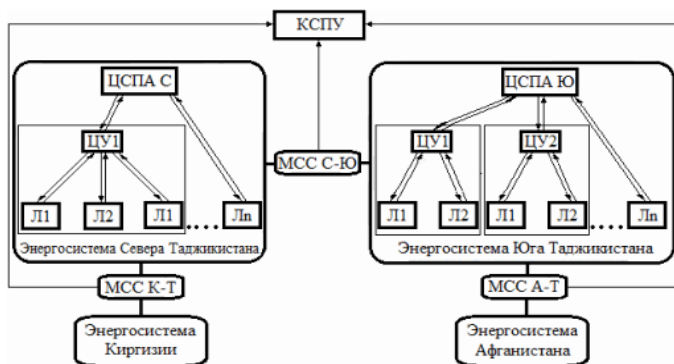 КСПУ
ЦСПА С
ЦСПА Ю
ЦУ1
ЦУ1
ЦУ2
МСС С-Ю
Л1
Л2
Л1
Лn
Л1
Л2
Л1
Л2
Лn
Энергосистема Севера Таджикистана
Энергосистема Юга Таджикистана
МСС К-Т
МСС А-Т
Энергосистема
Киргизии
Энергосистема
Афганистана